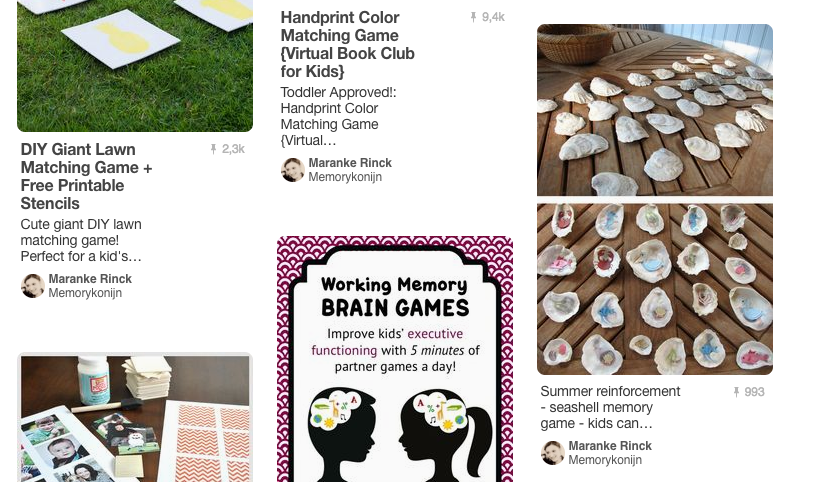 DIY Giant Lawn
Matching Game +
Free Printable
Stencils
2,3k
Cute giant DIY lawn
matching game!
Perfect for a kid's…
Maranke Rinck
Memorykonijn
Handprint Color
Matching Game
{Virtual Book Club
for Kids}
9,4k
Toddler Approved!:
Handprint Color
Matching Game
{Virtual…
Maranke Rinck
Memorykonijn
Working Memory
BRAIN GAMES
Improve kids' executive
functioning with 5 minutes of
partner games a day!
A
A
%
Summer reinforcement
- seashell memory
game - kids can…
993
Maranke Rinck
Memorykonijn